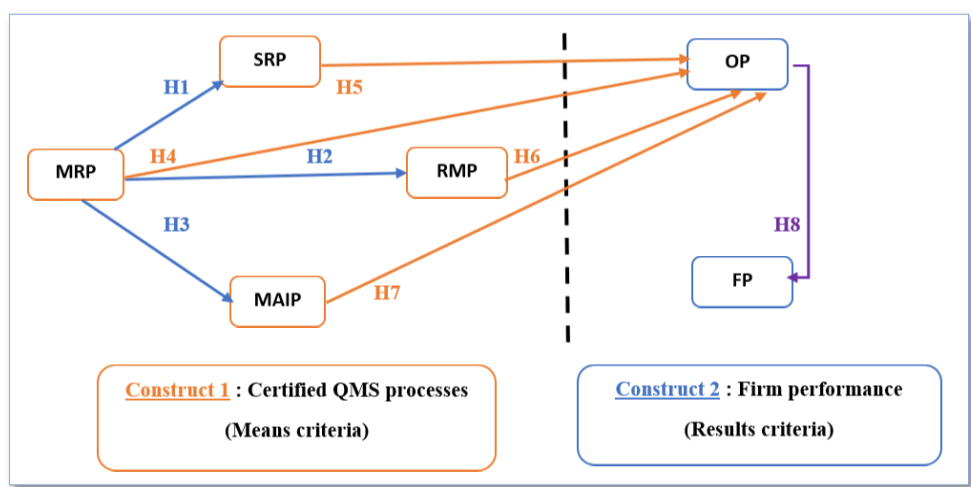 SRP
OP
H1
H5
MRP
H4
H2
RMP
H6
H3
H8
MAIP
H7
FP
Construct 1 : Certified QMS processes
(Means criteria)
Construct 2 : Firm performance
(Results criteria)